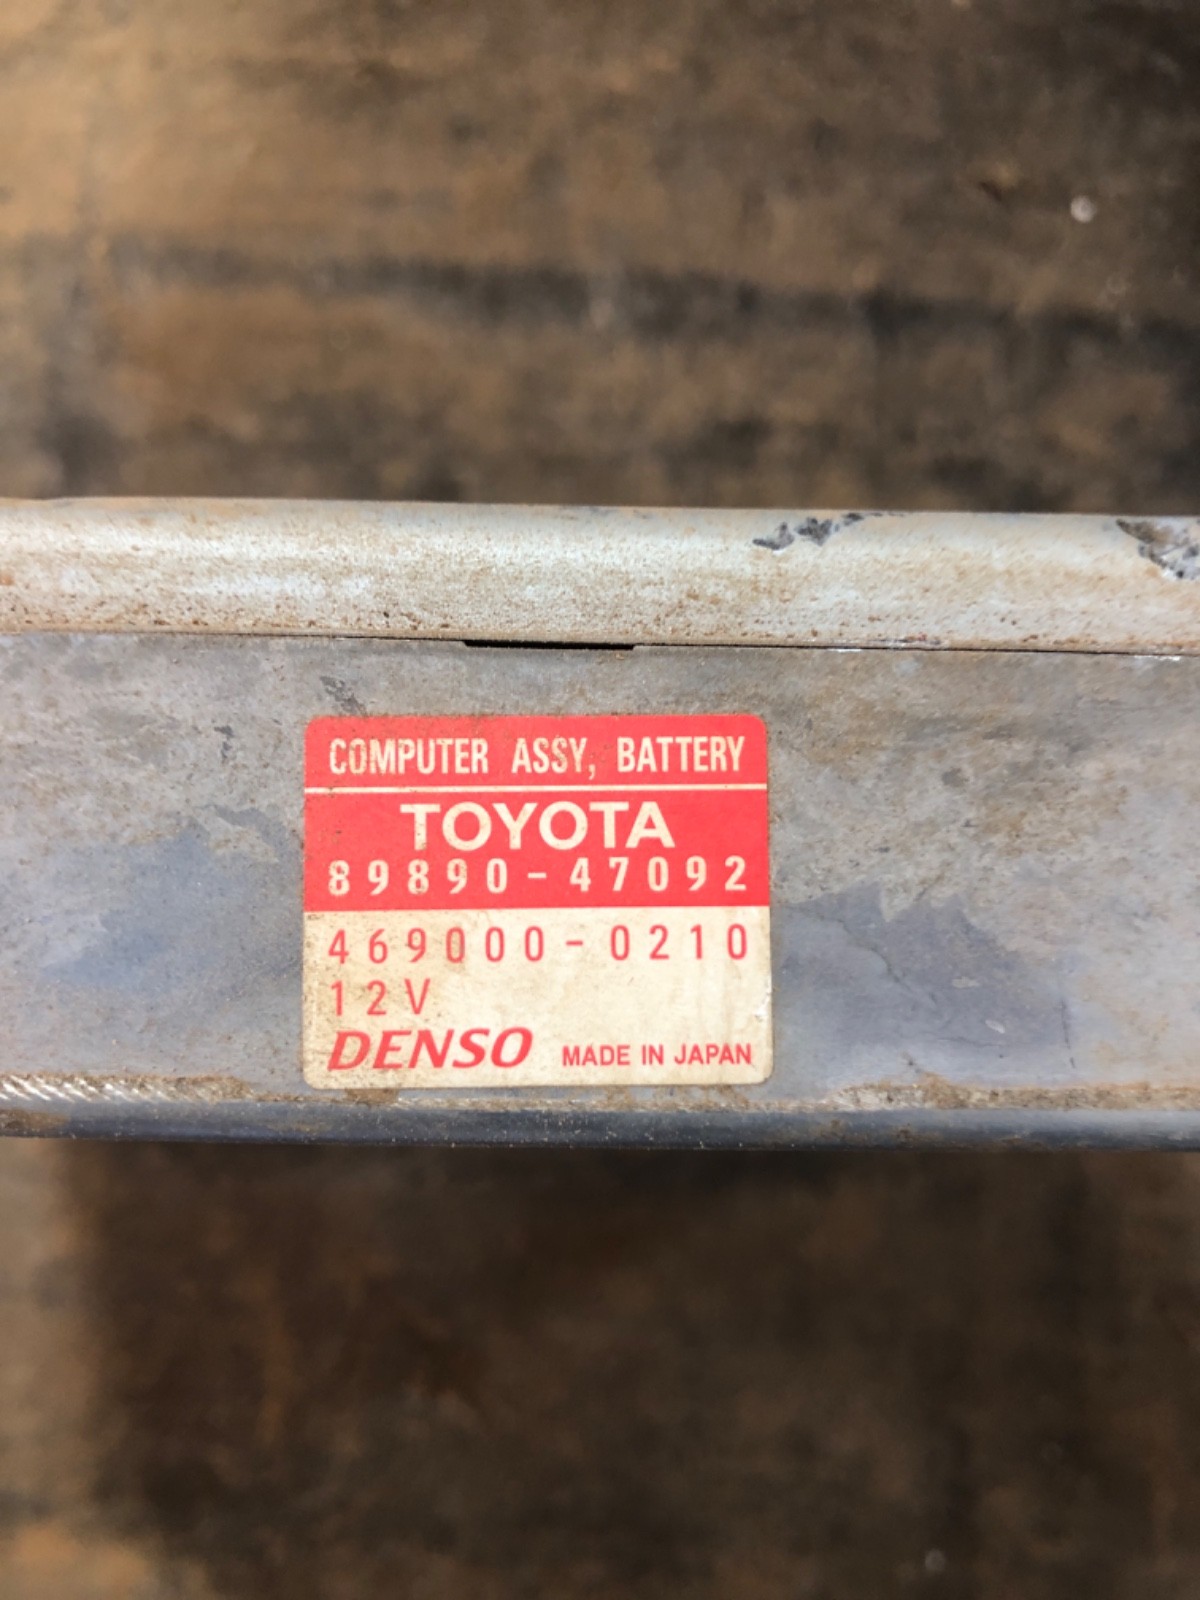 COMPUTER ASSY, BATTERY
TOYOTA
89890-47092
469000-0210
12V
DENSO MADE IN JAPAN